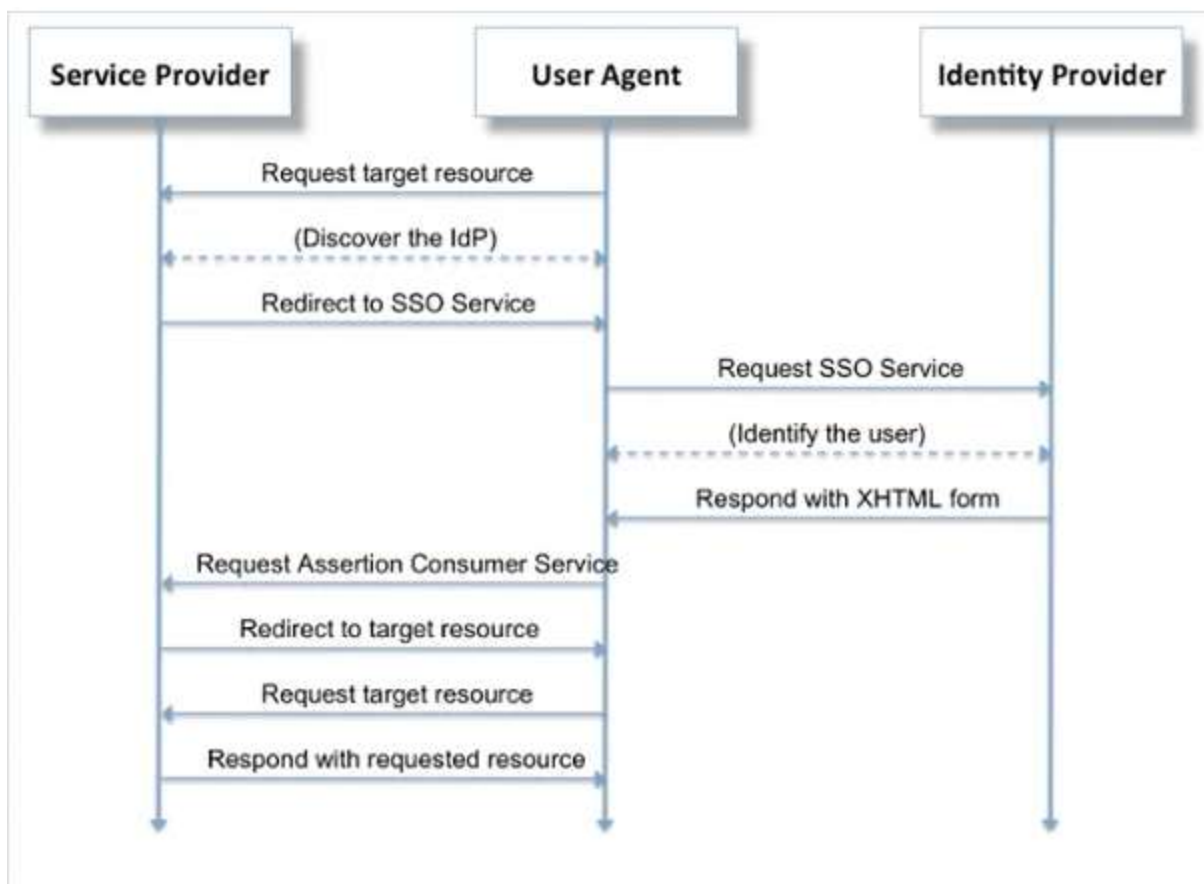 Service Provider
User Agent
Identity Provider
Request target resource
(Discover the IdP)
Redirect to SSO Service
Request SSO Service
(Identify the user)
Respond with XHTML form
Request Assertion Consumer Service
Redirect to target resource
Request target resource
Respond with requested resource